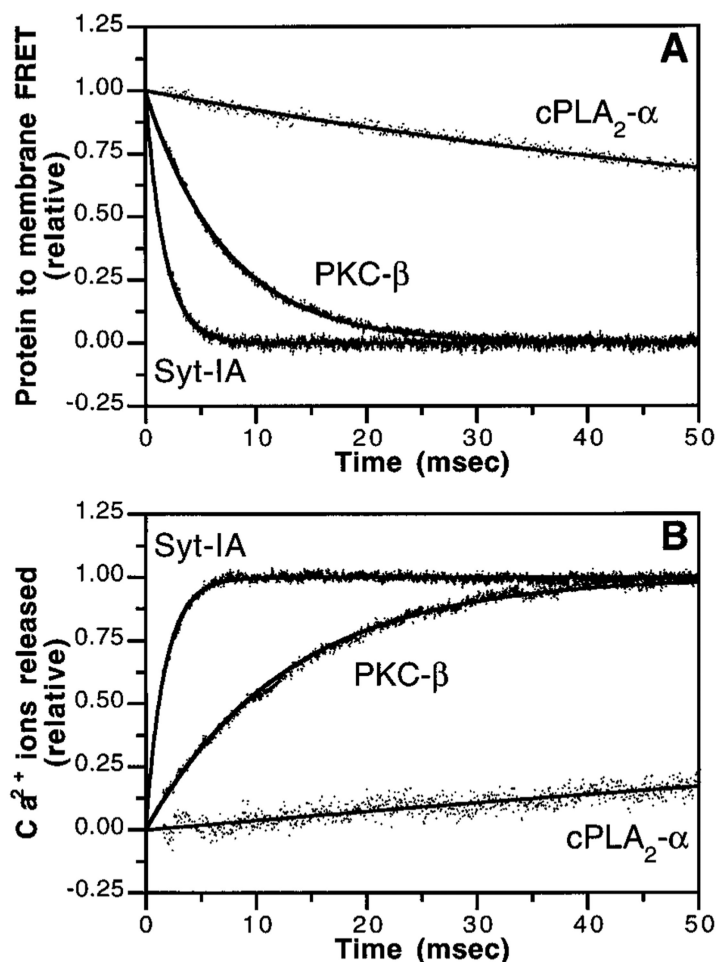 A
Protein to membrane FRET
(relative)
1.25
1.00
0.75
0.50
0.25
0.00
-0.25
cPLA₂-α
PKC-β
Syt-IA
0 10 20 30 40 50
Time (msec)
B
Ca²⁺ ions released
(relative)
1.25
1.00
0.75
0.50
0.25
0.00
-0.25
Syt-IA
PKC-β
cPLA₂-α
0 10 20 30 40 50
Time (msec)